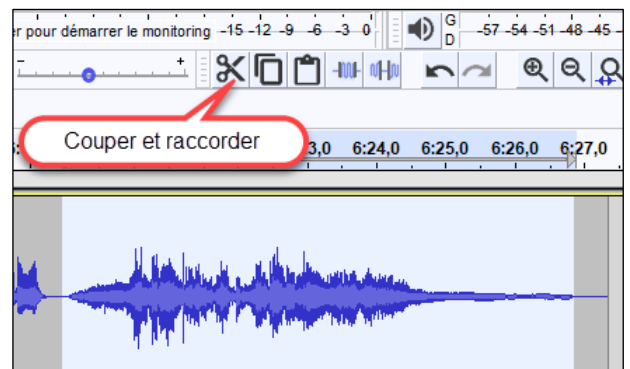 er pour démarrer le monitoring -15 -12 -9 -6 -3 0 G -57 -54 -51 -48 -45
D
- +
Couper et raccorder
3,0 6:24,0 6:25,0 6:26,0 6:27,0